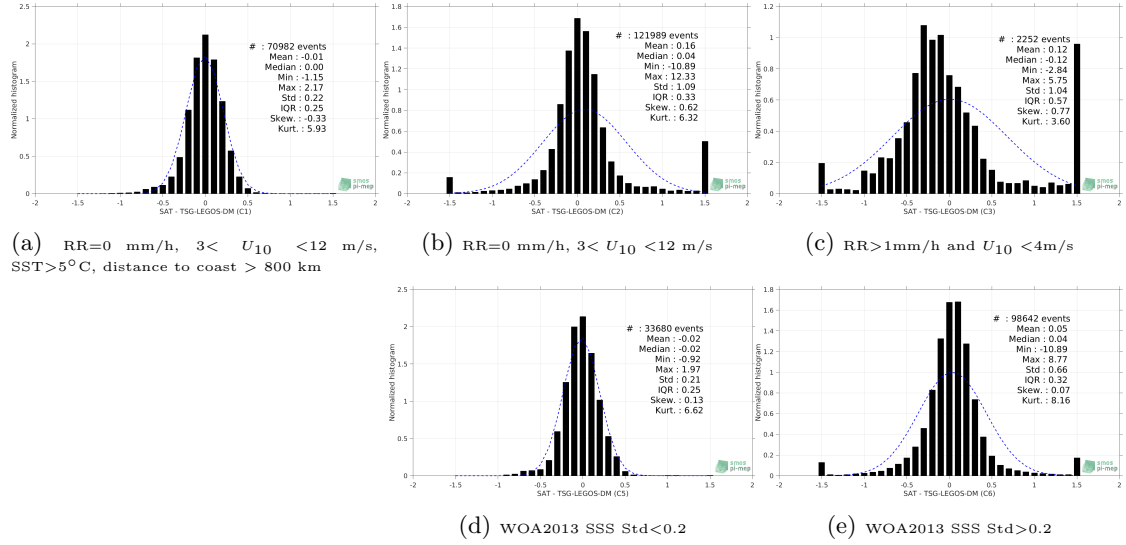 2.5
2
1.5
1
0.5
0
Normalized histogram
-2
-1.5
-1
-0.5
0
0.5
1
1.5
2
SAT - TSG-LEGOS-DM (C1)
# : 70982 events
Mean : -0.01
Median : 0.00
Min : -1.15
Max : 2.17
Std : 0.22
IQR : 0.25
Skew. : -0.33
Kurt. : 5.93
smos
pi-mep
(a) RR=0 mm/h, 3< U10 <12 m/s,
SST>5°C, distance to coast > 800 km
1.8
1.6
1.4
1.2
1
0.8
0.6
0.4
0.2
0
Normalized histogram
-2
-1.5
-1
-0.5
0
0.5
1
1.5
2
SAT - TSG-LEGOS-DM (C2)
# : 121989 events
Mean : 0.16
Median : 0.04
Min : -10.89
Max : 12.33
Std : 1.09
IQR : 0.33
Skew. : 0.62
Kurt. : 6.32
smos
pi-mep
(b) RR=0 mm/h, 3< U10 <12 m/s
1.2
1
0.8
0.6
0.4
0.2
0
Normalized histogram
-2
-1.5
-1
-0.5
0
0.5
1
1.5
2
SAT - TSG-LEGOS-DM (C3)
# : 2252 events
Mean : 0.12
Median : -0.12
Min : -2.84
Max : 5.75
Std : 1.04
IQR : 0.57
Skew. : 0.77
Kurt. : 3.60
smos
pi-mep
(c) RR>1mm/h and U10 <4m/s
2.5
2
1.5
1
0.5
0
Normalized histogram
-2
-1.5
-1
-0.5
0
0.5
1
1.5
2
SAT - TSG-LEGOS-DM (C5)
# : 33680 events
Mean : -0.02
Median : -0.02
Min : -0.92
Max : 1.97
Std : 0.21
IQR : 0.25
Skew. : 0.13
Kurt. : 6.62
smos
pi-mep
(d) WOA2013 SSS Std<0.2
1.8
1.6
1.4
1.2
1
0.8
0.6
0.4
0.2
0
Normalized histogram
-2
-1.5
-1
-0.5
0
0.5
1
1.5
2
SAT - TSG-LEGOS-DM (C6)
# : 98642 events
Mean : 0.05
Median : 0.04
Min : -10.89
Max : 8.77
Std : 0.66
IQR : 0.32
Skew. : 0.07
Kurt. : 8.16
smos
pi-mep
(e) WOA2013 SSS Std>0.2